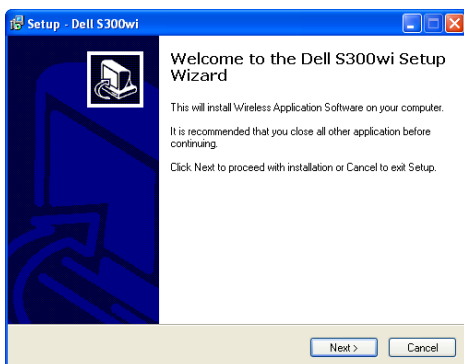 Setup - Dell S300wi
Welcome to the Dell S300wi Setup
Wizard
This will install Wireless Application Software on your computer.
It is recommended that you close all other application before
continuing.
Click Next to proceed with installation or Cancel to exit Setup.
Next >
Cancel